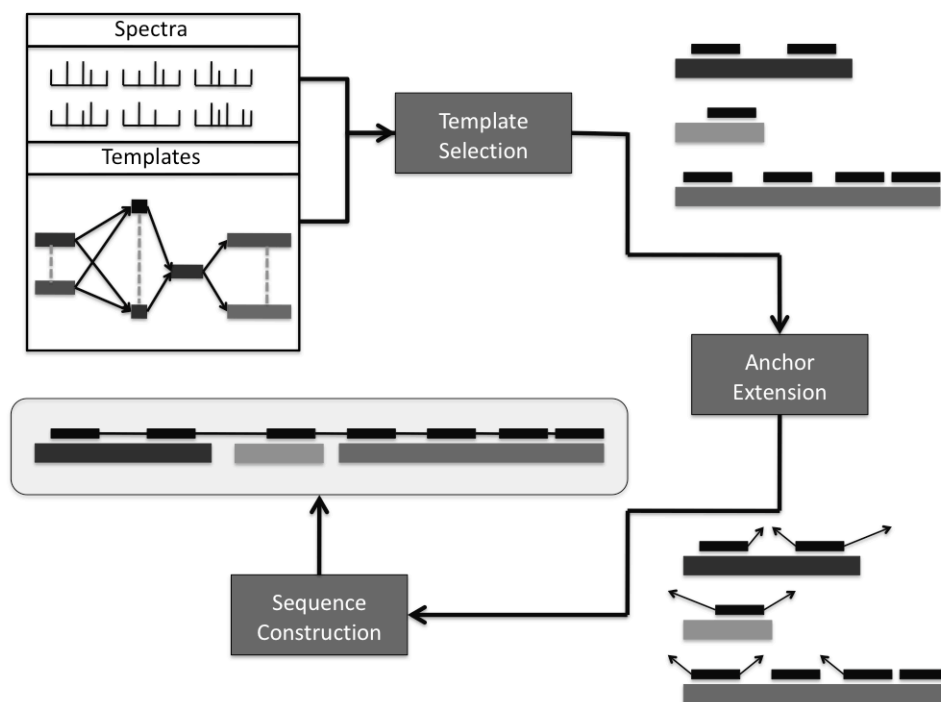 Spectra
Templates
Template
Selection
Anchor
Extension
Sequence
Construction